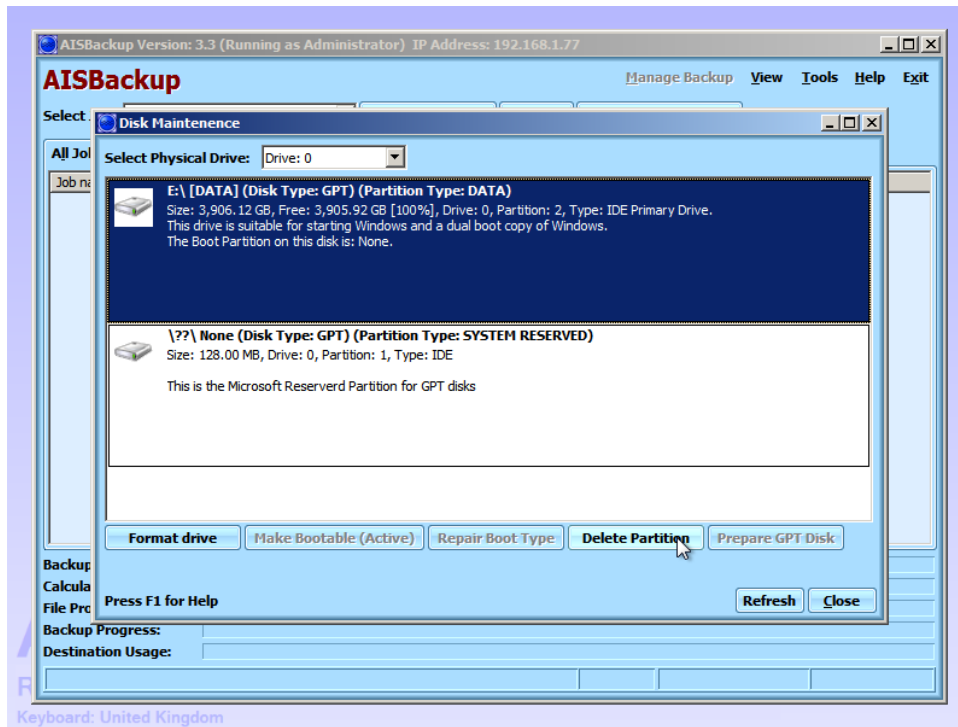 AISBackup Version: 3.3 (Running as Administrator) IP Address: 192.168.1.77
AISBackup
Manage Backup View Tools Help Exit
Select
Disk Maintenence
All Jo
Select Physical Drive: Drive: 0
Job na
E:\ [DATA] (Disk Type: GPT) (Partition Type: DATA)
Size: 3,906.12 GB, Free: 3,905.92 GB [100%], Drive: 0, Partition: 2, Type: IDE Primary Drive.
This drive is suitable for starting Windows and a dual boot copy of Windows.
The Boot Partition on this disk is: None.
\??\ None (Disk Type: GPT) (Partition Type: SYSTEM RESERVED)
Size: 128.00 MB, Drive: 0, Partition: 1, Type: IDE
This is the Microsoft Reserverd Partition for GPT disks
Format drive Make Bootable (Active) Repair Boot Type Delete Partition Prepare GPT Disk
Backup
Calcula
File Pro
Press F1 for Help Refresh Close
Backup Progress:
Destination Usage:
Keyboard: United Kingdom